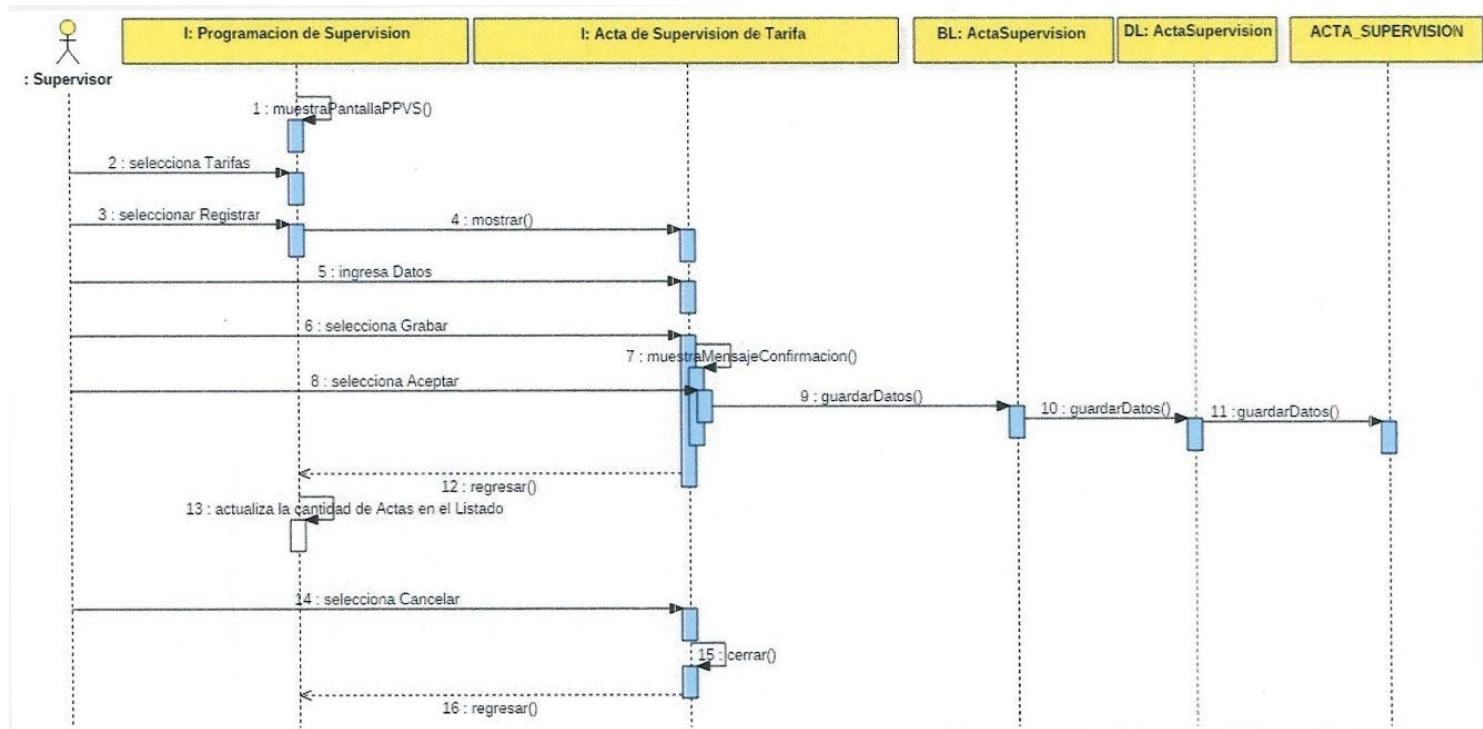 I: Programacion de Supervision
I: Acta de Supervision de Tarifa
BL: ActaSupervision
DL: ActaSupervision
ACTA_SUPERVISION
: Supervisor
1 : muestraPantallaPPVS()
2 : selecciona Tarifas
3 : seleccionar Registrar
4 : mostrar()
5 : ingresa Datos
6 : selecciona Grabar
7 : muestraMensajeConfirmacion()
8 : selecciona Aceptar
9 : guardarDatos()
10 : guardarDatos()
11 : guardarDatos()
12 : regresar()
13 : actualiza la cantidad de Actas en el Listado
14 : selecciona Cancelar
15 : cerrar()
16 : regresar()